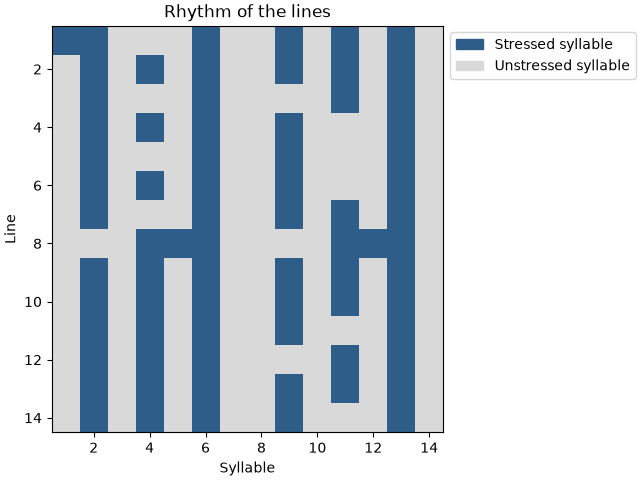 Rhythm of the lines
Stressed syllable
Unstressed syllable
Line
2
4
6
8
10
12
14
2 4 6 8 10 12 14
Syllable